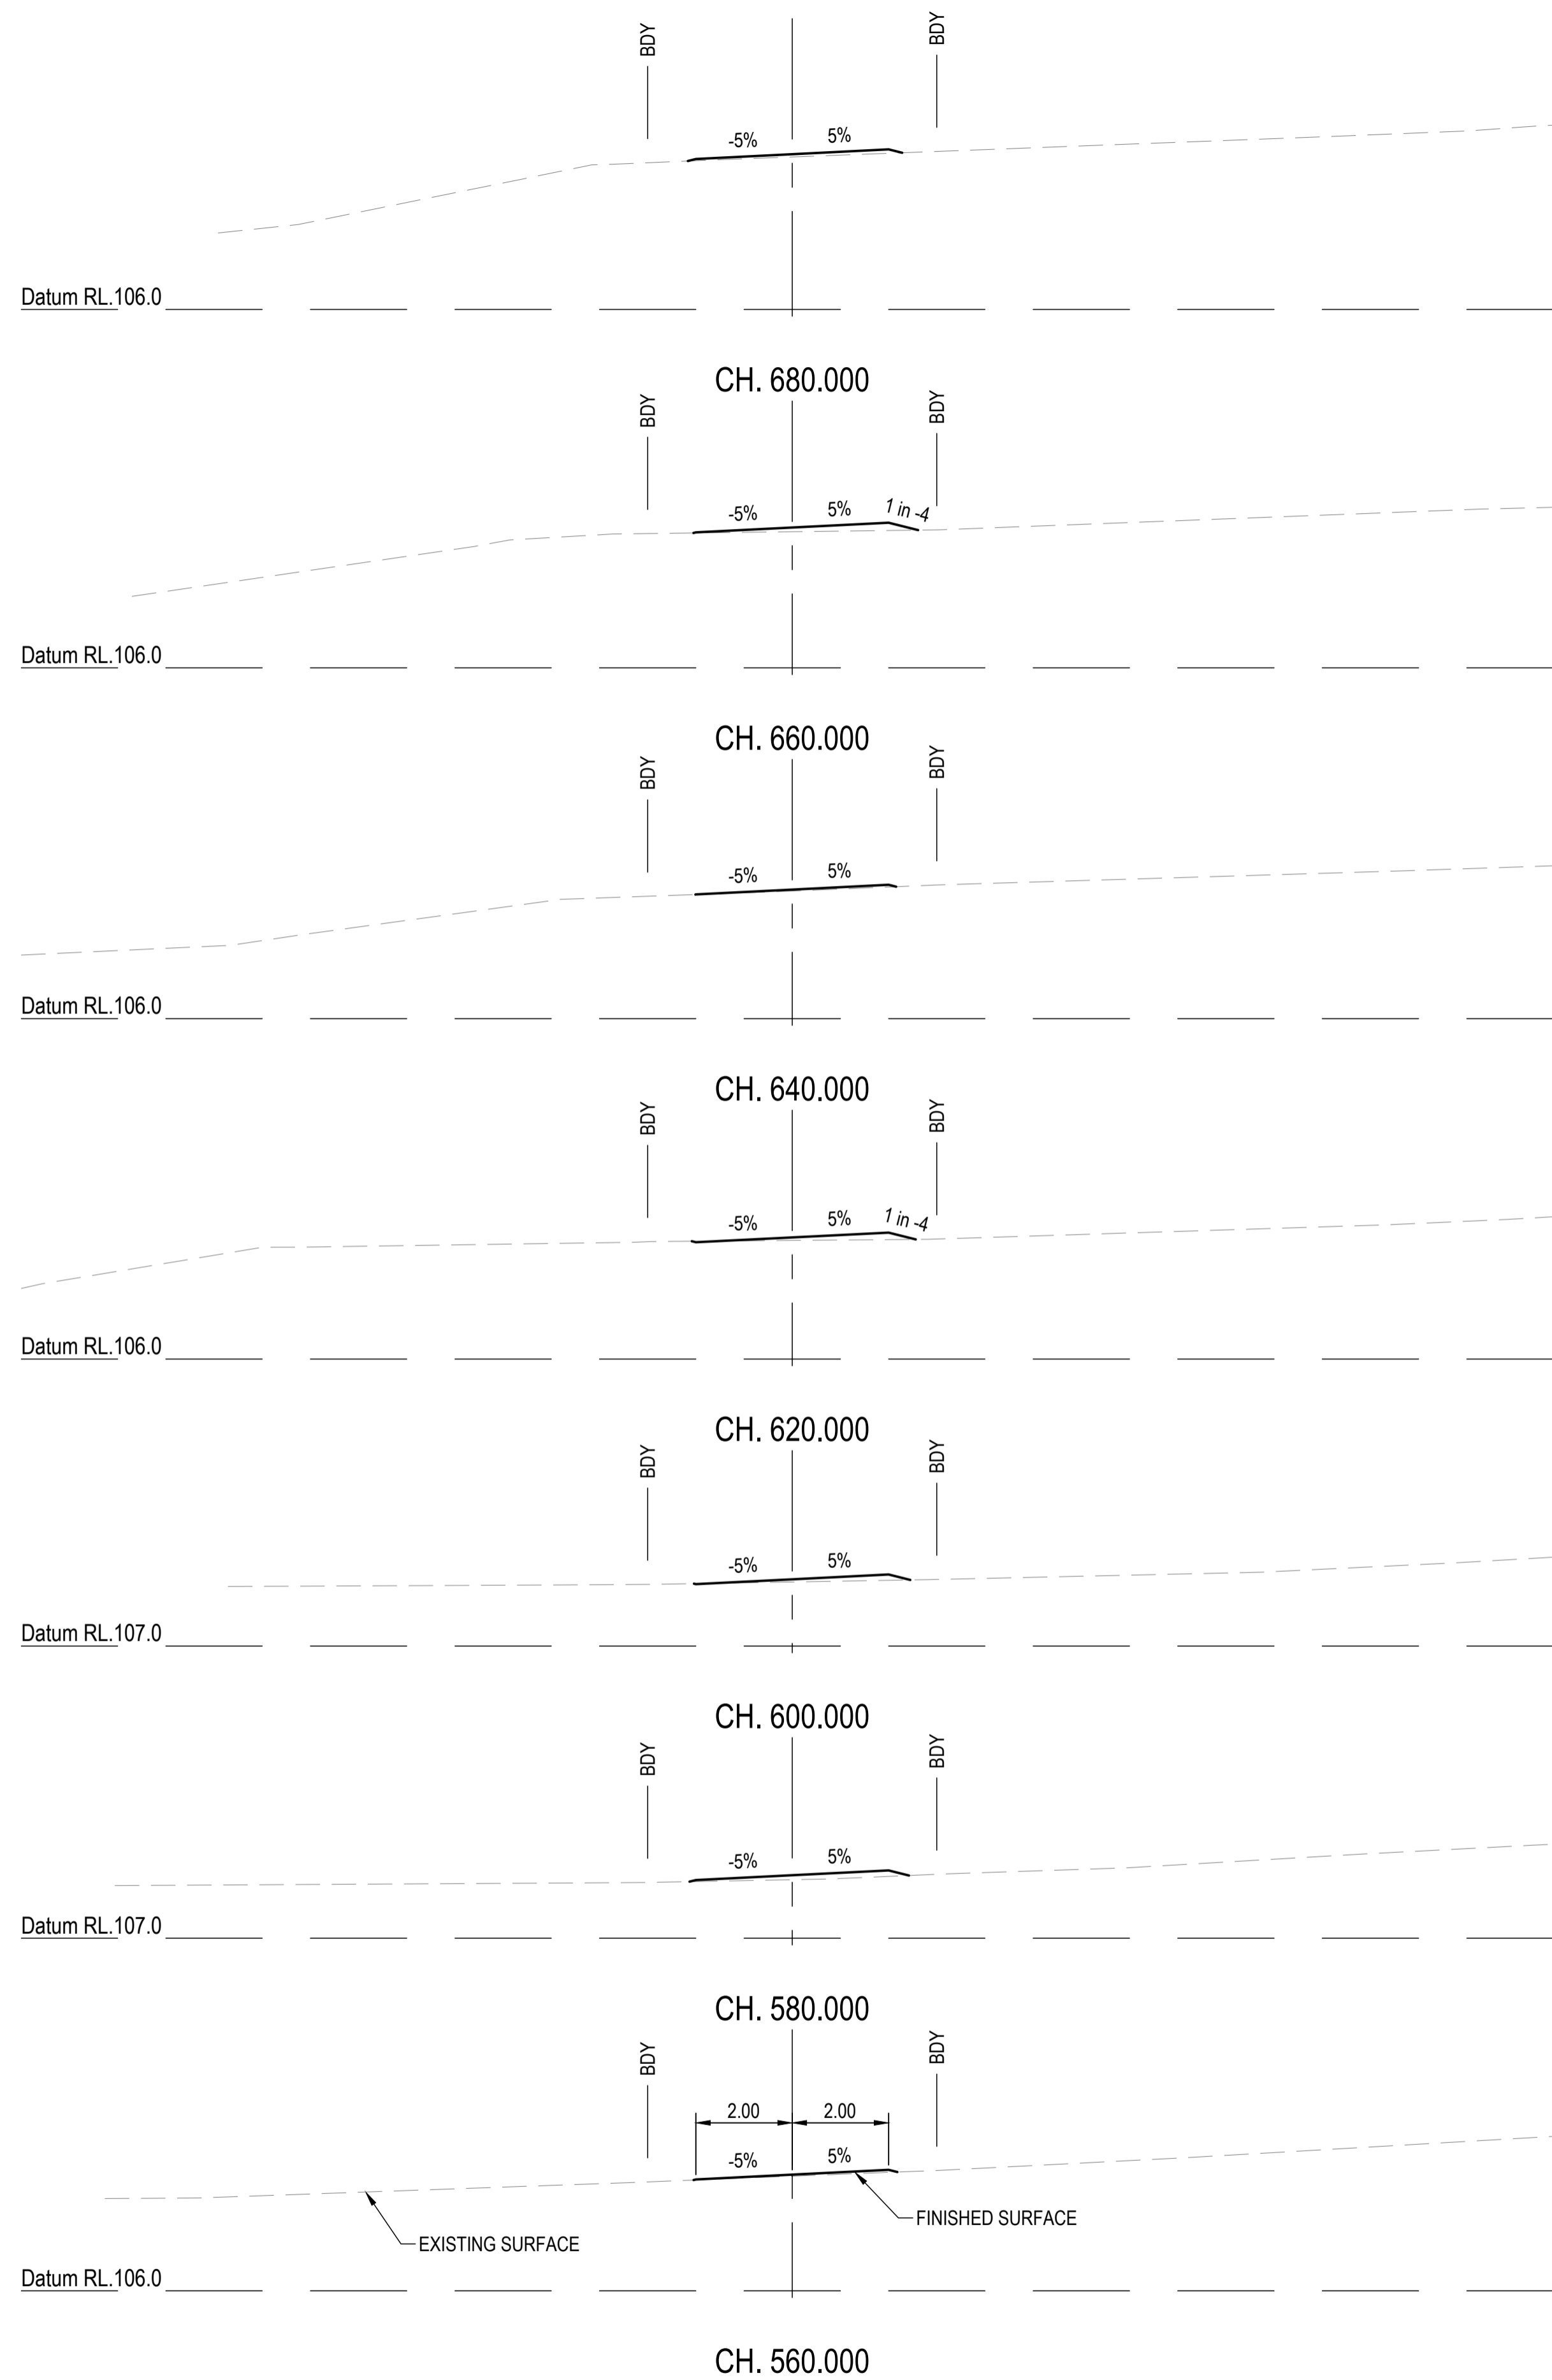 BDY
BDY
-5%
5%
Datum RL.106.0
CH. 680.000
BDY
BDY
-5%
5%
1 in -4
Datum RL.106.0
CH. 660.000
BDY
BDY
-5%
5%
Datum RL.106.0
CH. 640.000
BDY
BDY
-5%
5%
1 in -4
Datum RL.106.0
CH. 620.000
BDY
BDY
-5%
5%
Datum RL.107.0
CH. 600.000
BDY
BDY
-5%
5%
Datum RL.107.0
CH. 580.000
BDY
BDY
2.00
2.00
-5%
5%
FINISHED SURFACE
EXISTING SURFACE
Datum RL.106.0
CH. 560.000